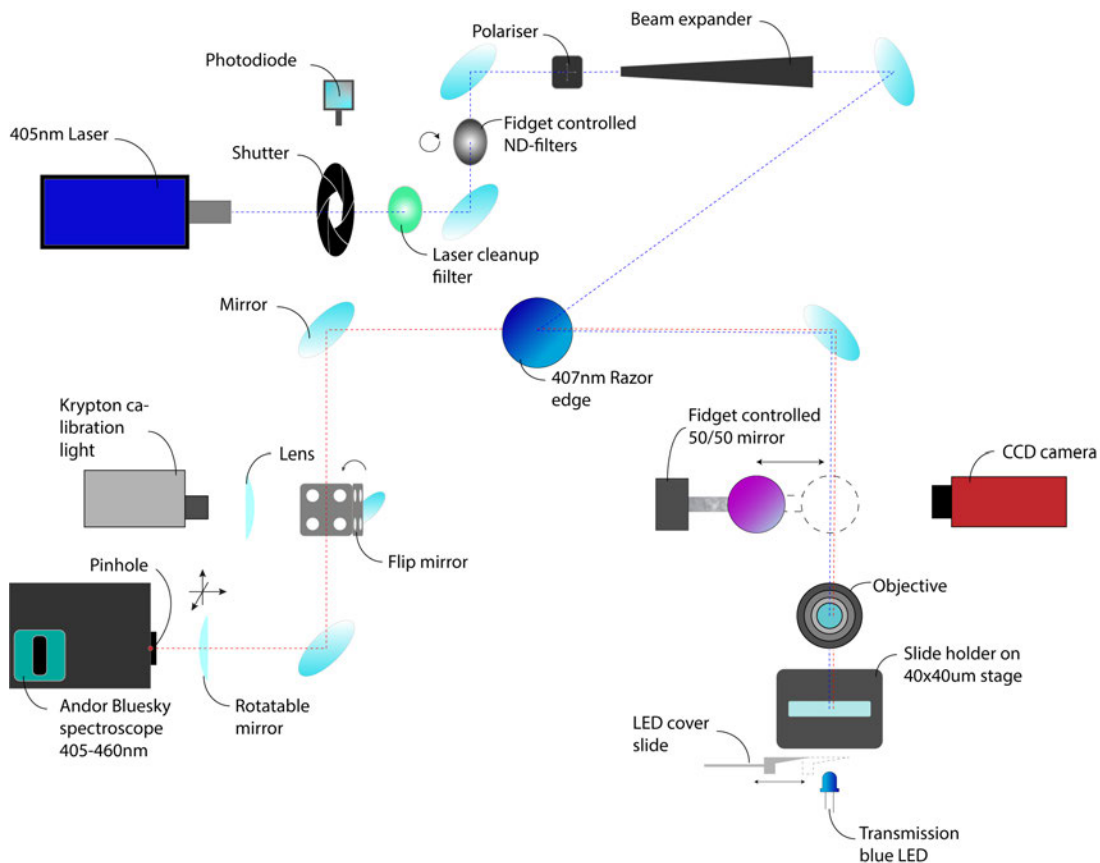 Beam expander
Polariser
Photodiode
405nm Laser
Fidget controlled
ND-filters
Shutter
Laser cleanup
fiilter
Mirror
407nm Razor
edge
Krypton ca-
libration
light
Lens
Fidget controlled
50/50 mirror
CCD camera
Pinhole
Flip mirror
Objective
Slide holder on
40x40um stage
Andor Bluesky
spectroscope
405-460nm
Rotatable
mirror
LED cover
slide
Transmission
blue LED